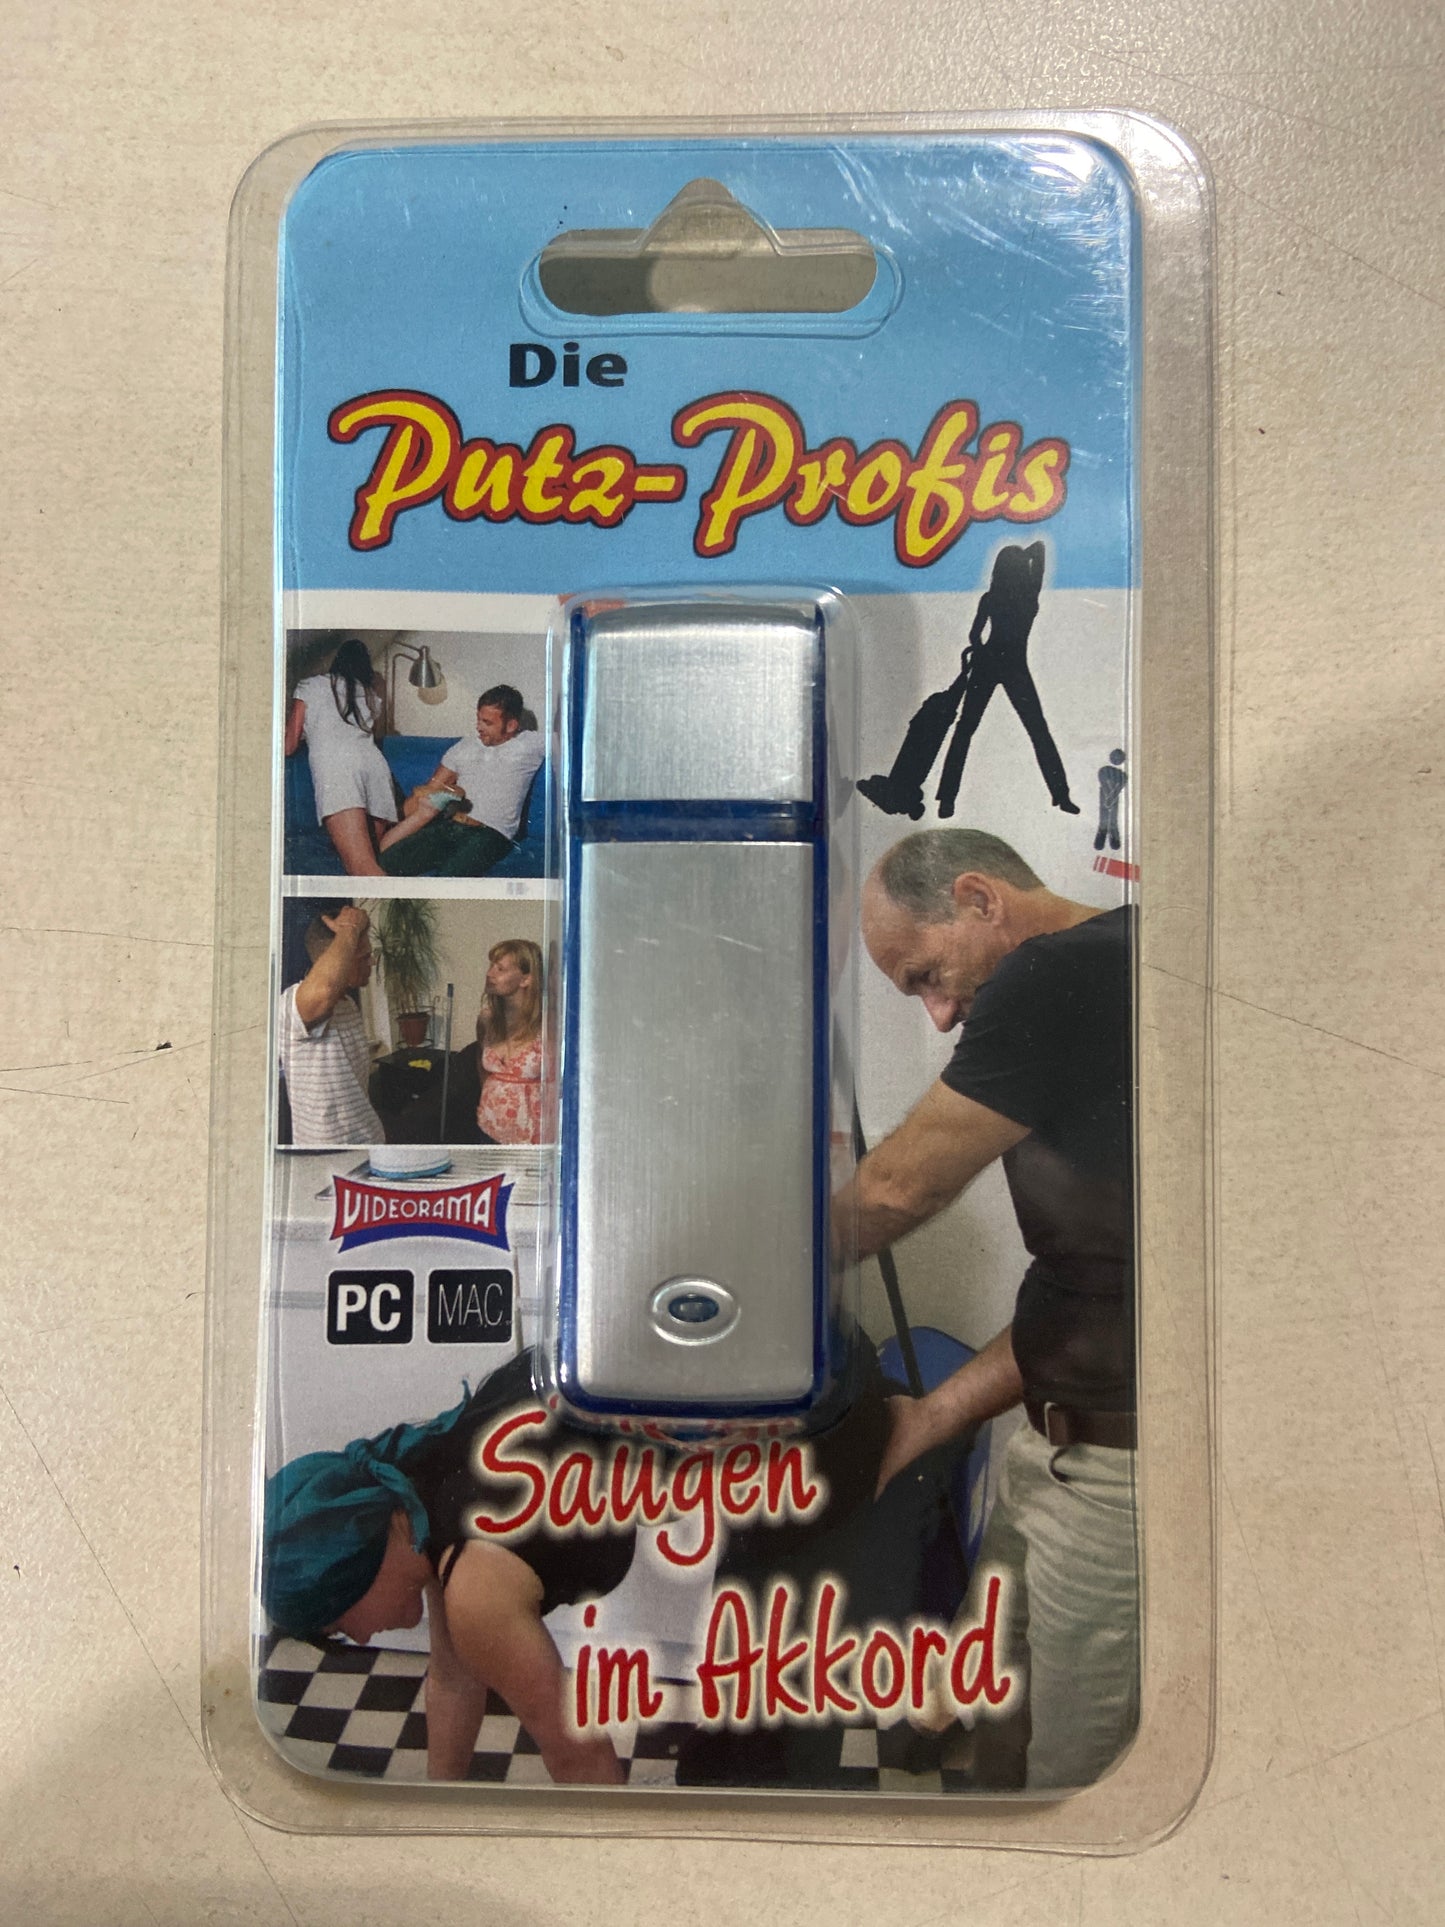 Die
Putz-Profis
VIDEORAMA
PC MAC
Saugen
im Akkord